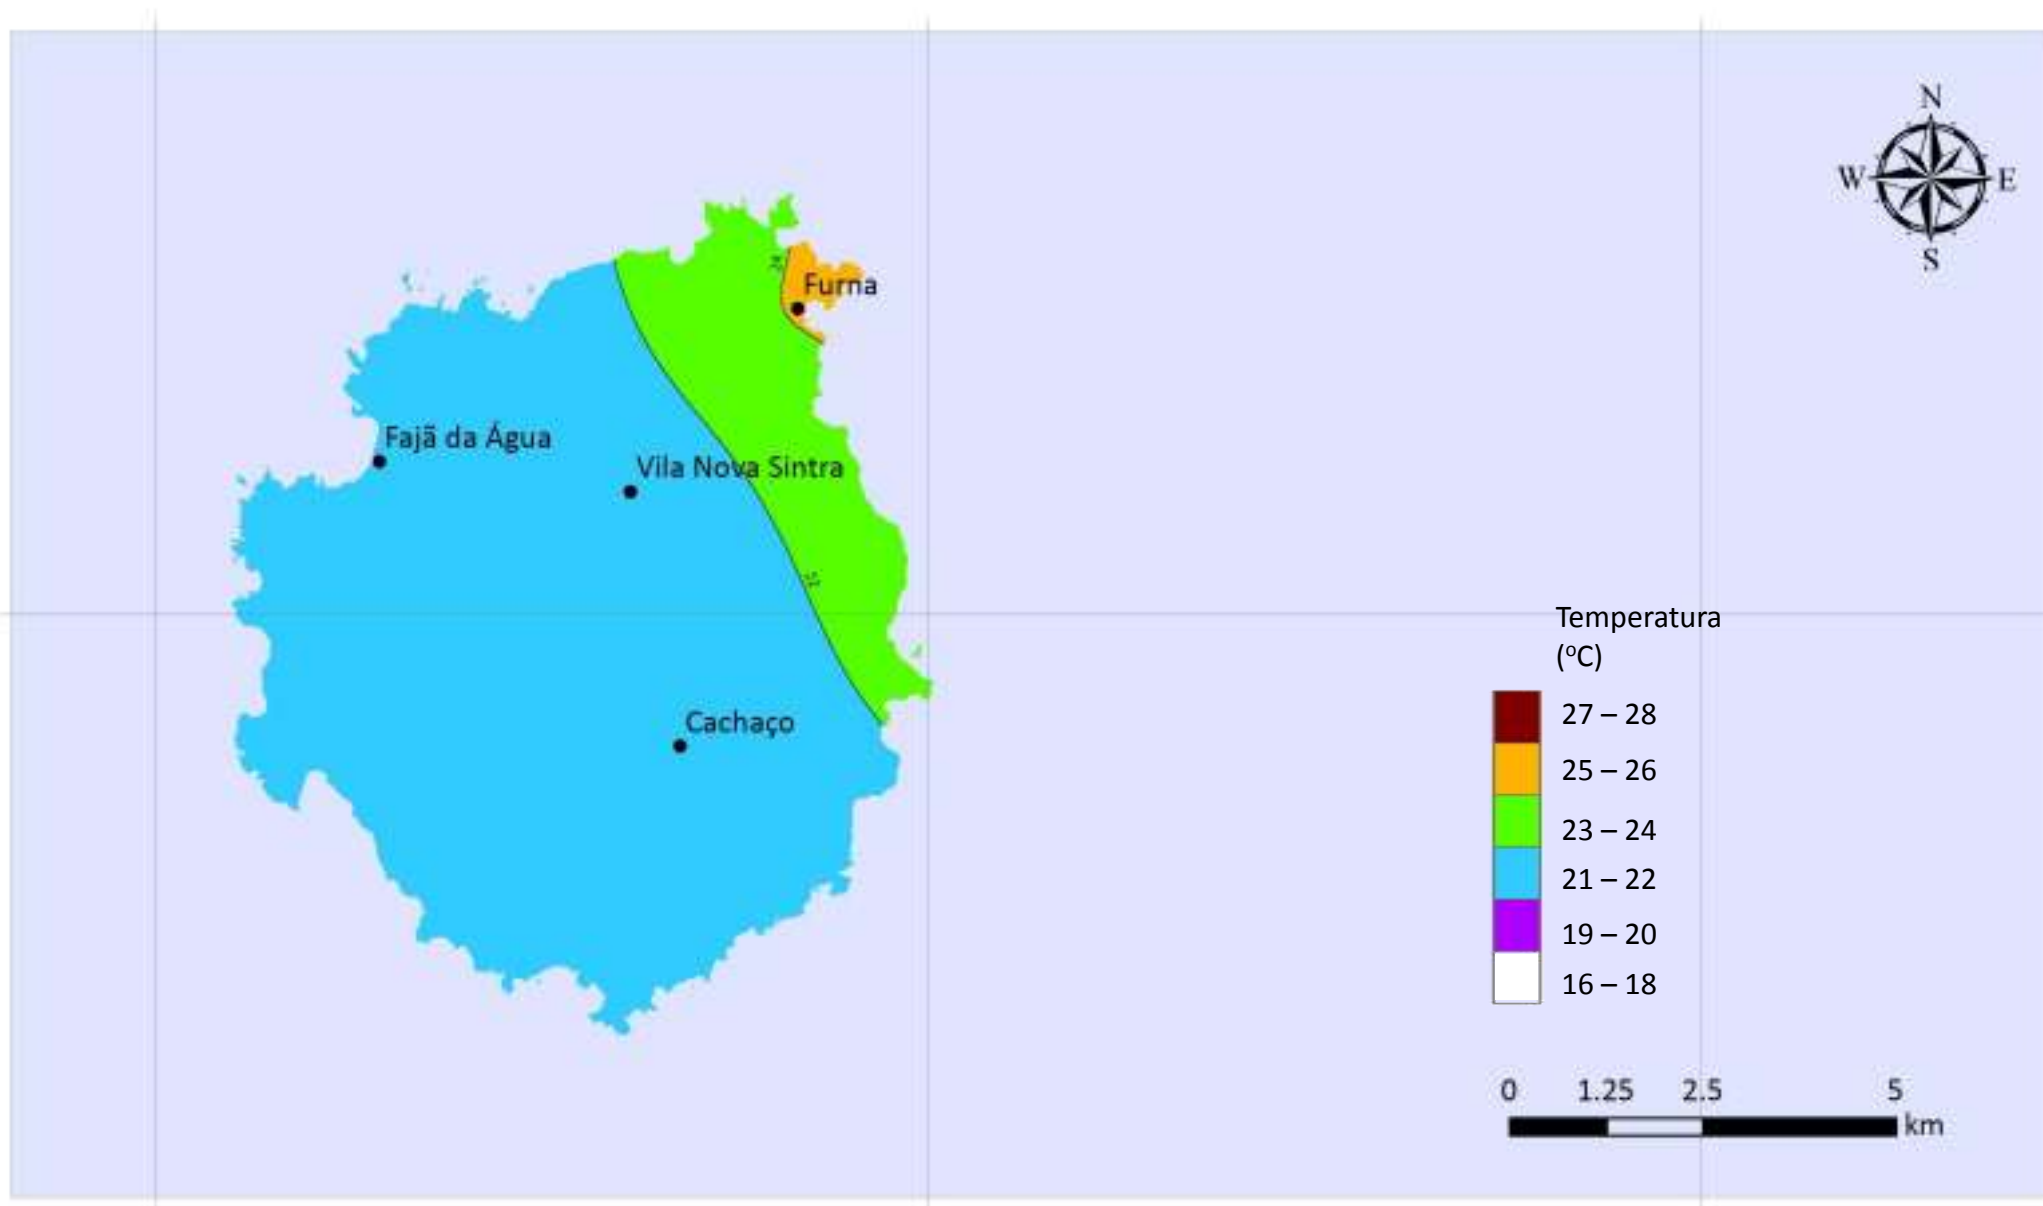 N
W E
S
Furna
Fajã da Água
Vila Nova Sintra
Cachaço
Temperatura
(ºC)
27 – 28
25 – 26
23 – 24
21 – 22
19 – 20
16 – 18
0 1.25 2.5 5
km